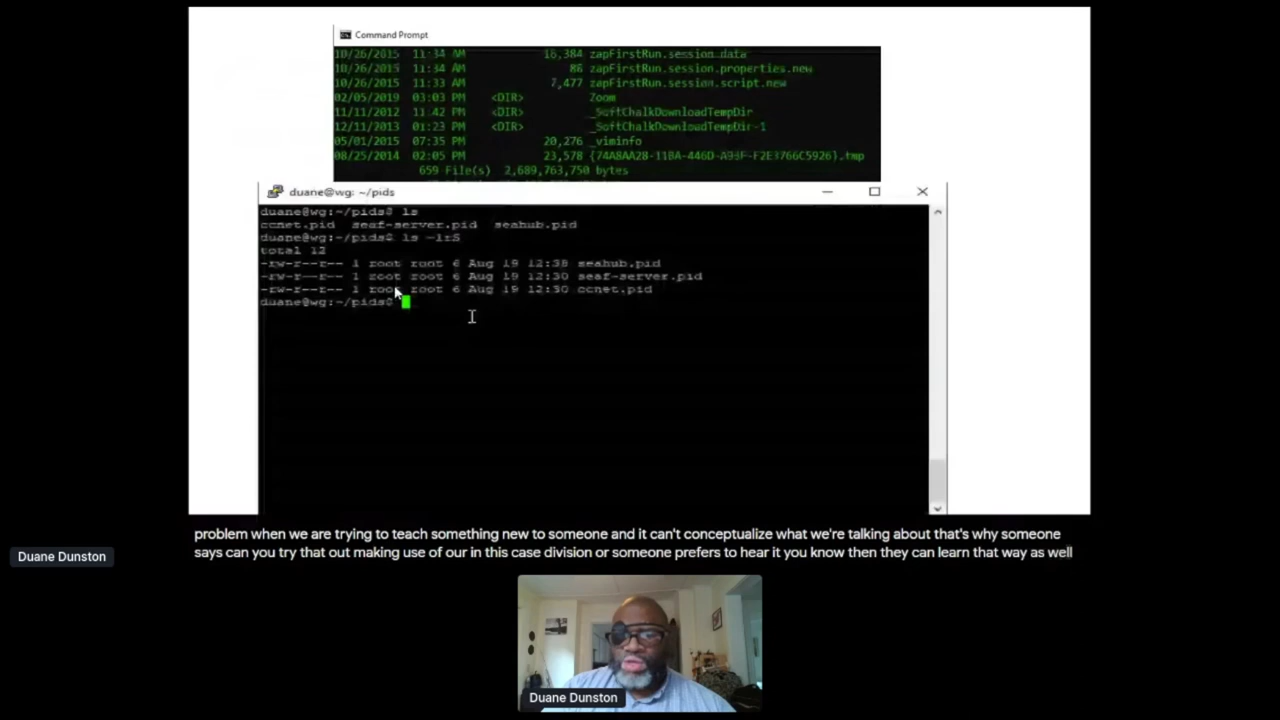 Command Prompt
10/26/2015 11:34 AM 16,384 zapFirstRun.session.data
10/26/2015 11:34 AM 86 zapFirstRun.session.properties.new
10/26/2015 11:33 AM 7,477 zapFirstRun.session.script.new
02/05/2019 03:03 PM <DIR> Zoom
11/11/2012 11:42 PM <DIR> _SoftChalkDownloadTempDir
12/11/2013 01:23 PM <DIR> _SoftChalkDownloadTempDir-1
05/01/2015 07:35 PM 20,276 _viminfo
08/25/2014 02:05 PM 23,578
659 File(s) 2,689,763,750 bytes
duane@wg: ~/pids
duane@wg:~/pids$ ls
ccnet.pid seaf-server.pid seahub.pid
duane@wg:~/pids$ ls
total 12
-rw-r--r-- 1 root root 6 Aug 19 12:38 seahub.pid
-rw-r--r-- 1 root root 6 Aug 19 12:30 seaf-server.pid
-rw-r--r-- 1 root root 6 Aug 19 12:30 ccnet.pid
duane@wg:~/pids$
problem when we are trying to teach something new to someone and it can't conceptualize what we're talking about that's why someone
says can you try that out making use of our in this case division or someone prefers to hear it you know then they can learn that way as well
Duane Dunston
Duane Dunston